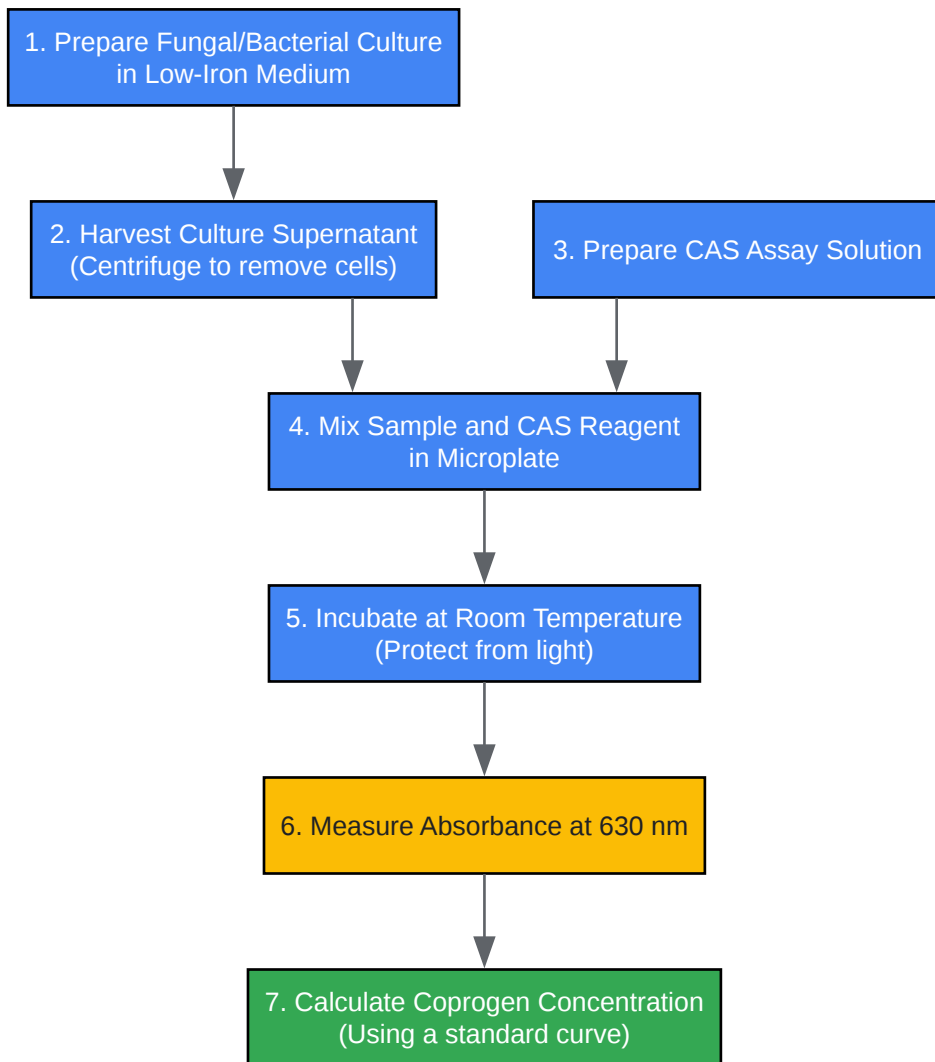 1. Prepare Fungal/Bacterial Culture
in Low-Iron Medium
2. Harvest Culture Supernatant
(Centrifuge to remove cells)
3. Prepare CAS Assay Solution
4. Mix Sample and CAS Reagent
in Microplate
5. Incubate at Room Temperature
(Protect from light)
6. Measure Absorbance at 630 nm
7. Calculate Coprogen Concentration
(Using a standard curve)